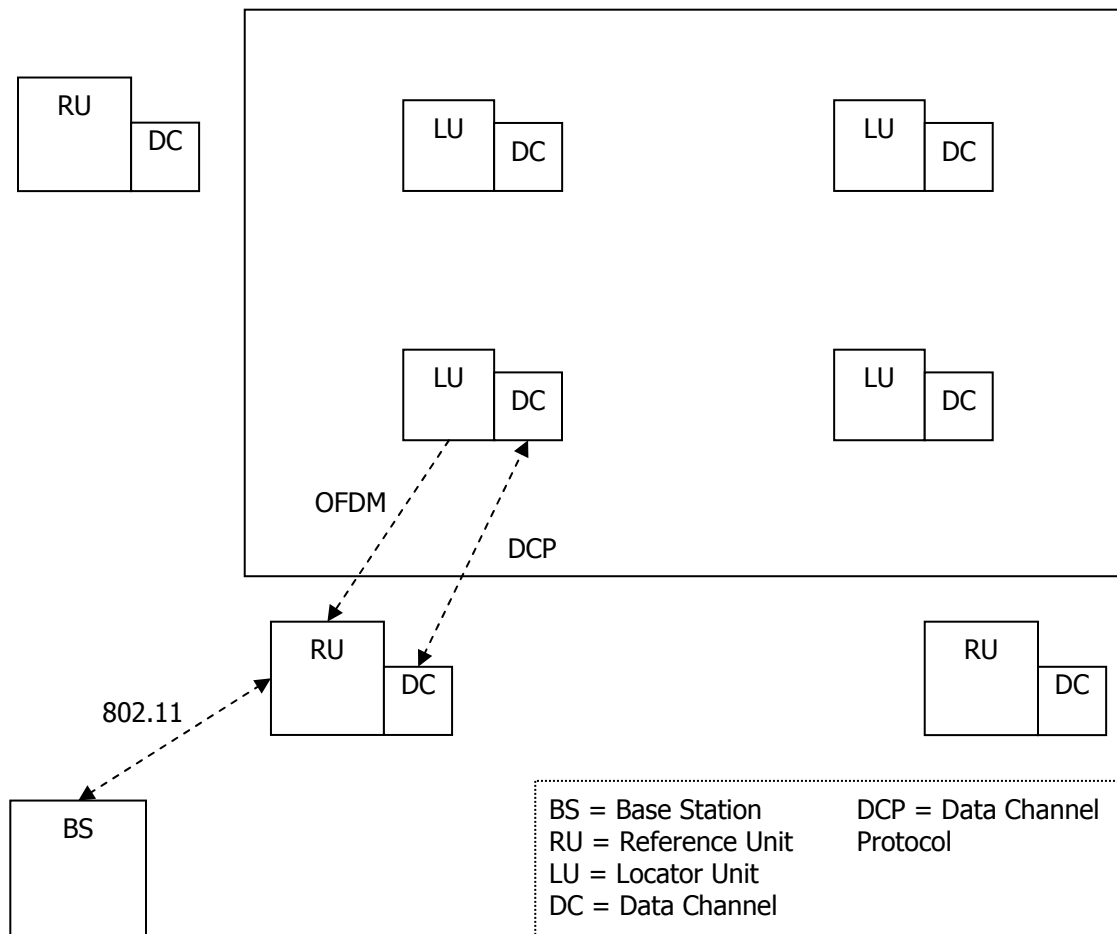 RU
DC
LU
DC
LU
DC
LU
DC
LU
DC
OFDM
DCP
RU
DC
RU
DC
802.11
BS
BS = Base Station
RU = Reference Unit
LU = Locator Unit
DC = Data Channel
DCP = Data Channel
Protocol